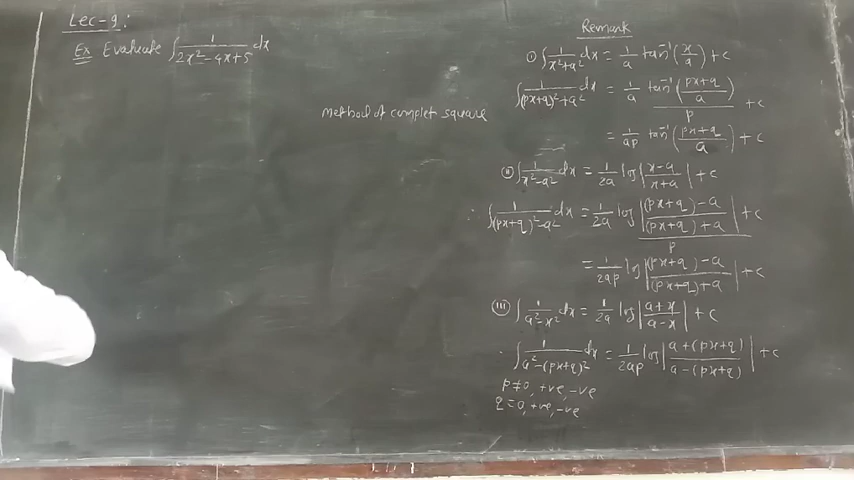 Lec-9:
Ex Evaluate ∫ 1/(2x²-4x+5) dx
method of complet square
Remark
① ∫ 1/(x²+a²) dx = 1/a tan⁻¹(x/a) + c
∫ 1/((px+q)²+a²) dx = (1/a tan⁻¹((px+q)/a))/p + c
= 1/ap tan⁻¹((px+q)/a) + c
ⅱ ∫ 1/(x²-a²) dx = 1/2a log|(x-a)/(x+a)| + c
∴ ∫ 1/((px+q)²-a²) dx = (1/2a log|((px+q)-a)/((px+q)+a)|)/p + c
= 1/2ap log|((px+q)-a)/((px+q)+a)| + c
ⅲ ∫ 1/(a²-x²) dx = 1/2a log|(a+x)/(a-x)| + c
∫ 1/(a²-(px+q)²) dx = 1/2ap log|(a+(px+q))/(a-(px+q))| + c
p≠0, +ve, -ve
q=0, +ve, -ve